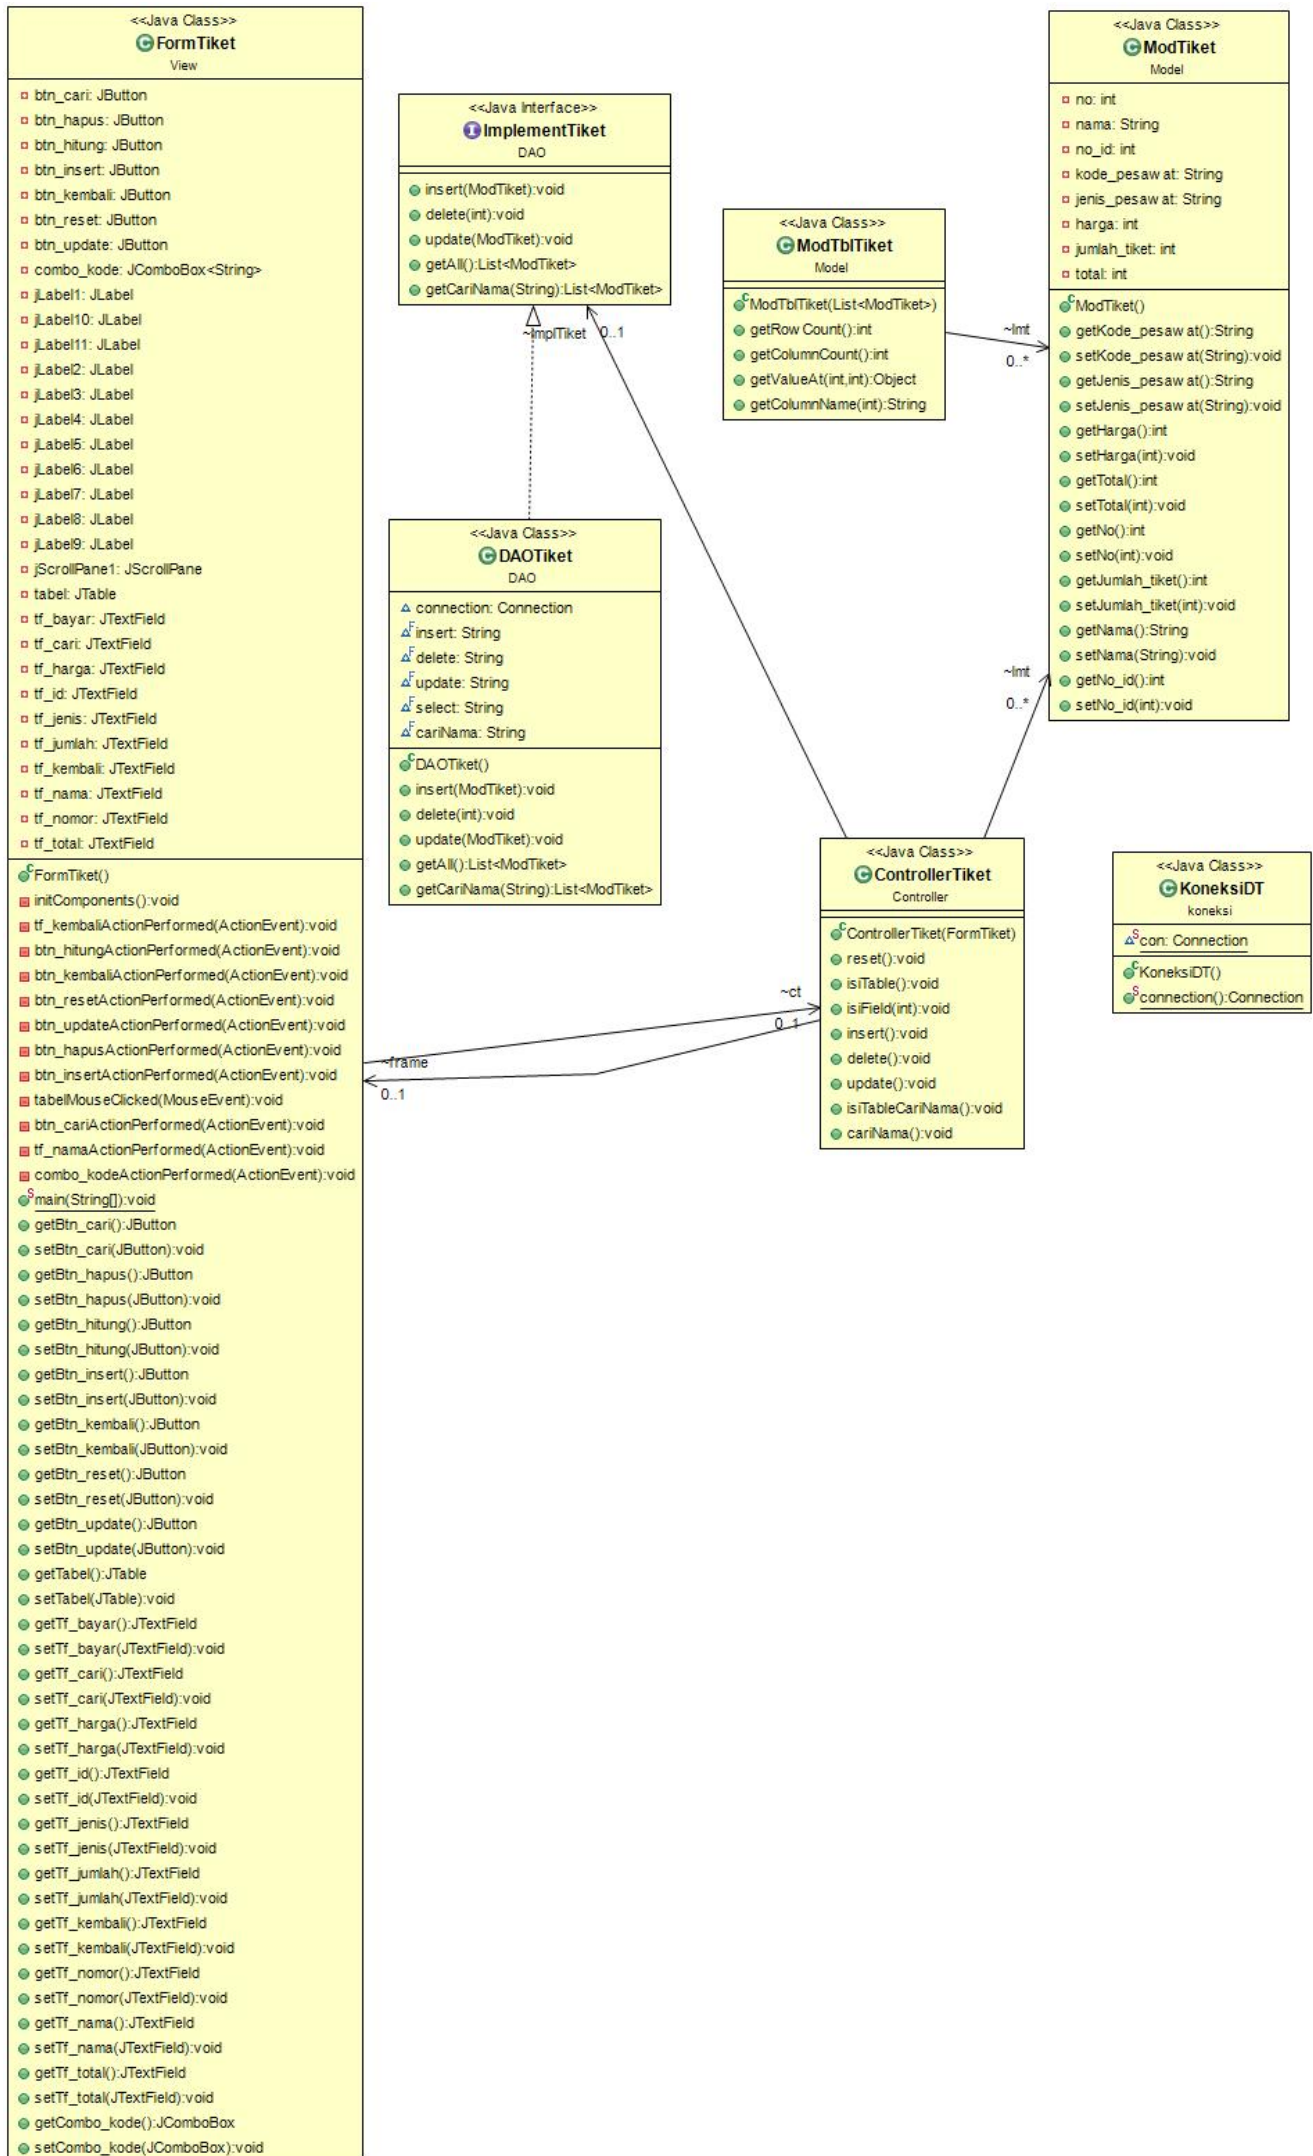 <<Java Class>>
FormTiket
View
btn_cari: JButton
btn_hapus: JButton
btn_hitung: JButton
btn_insert: JButton
btn_kembali: JButton
btn_reset: JButton
btn_update: JButton
combo_kode: JComboBox<String>
jLabel1: JLabel
jLabel10: JLabel
jLabel11: JLabel
jLabel2: JLabel
jLabel3: JLabel
jLabel4: JLabel
jLabel5: JLabel
jLabel6: JLabel
jLabel7: JLabel
jLabel8: JLabel
jLabel9: JLabel
jScrollPane1: JScrollPane
tabel: JTable
tf_bayar: JTextField
tf_cari: JTextField
tf_harga: JTextField
tf_id: JTextField
tf_jenis: JTextField
tf_jumlah: JTextField
tf_kembali: JTextField
tf_nama: JTextField
tf_nomor: JTextField
tf_total: JTextField
FormTiket()
initComponents():void
tf_kembaliActionPerformed(ActionEvent):void
btn_hitungActionPerformed(ActionEvent):void
btn_kembaliActionPerformed(ActionEvent):void
btn_resetActionPerformed(ActionEvent):void
btn_updateActionPerformed(ActionEvent):void
btn_hapusActionPerformed(ActionEvent):void
btn_insertActionPerformed(ActionEvent):void
tabelMouseClicked(MouseEvent):void
btn_cariActionPerformed(ActionEvent):void
tf_namaActionPerformed(ActionEvent):void
combo_kodeActionPerformed(ActionEvent):void
main(String[]):void
getBtn_cari():JButton
setBtn_cari(JButton):void
getBtn_hapus():JButton
setBtn_hapus(JButton):void
getBtn_hitung():JButton
setBtn_hitung(JButton):void
getBtn_insert():JButton
setBtn_insert(JButton):void
getBtn_kembali():JButton
setBtn_kembali(JButton):void
getBtn_reset():JButton
setBtn_reset(JButton):void
getBtn_update():JButton
setBtn_update(JButton):void
getTabel():JTable
setTabel(JTable):void
getTf_bayar():JTextField
setTf_bayar(JTextField):void
getTf_cari():JTextField
setTf_cari(JTextField):void
getTf_harga():JTextField
setTf_harga(JTextField):void
getTf_id():JTextField
setTf_id(JTextField):void
getTf_jenis():JTextField
setTf_jenis(JTextField):void
getTf_jumlah():JTextField
setTf_jumlah(JTextField):void
getTf_kembali():JTextField
setTf_kembali(JTextField):void
getTf_nomor():JTextField
setTf_nomor(JTextField):void
getTf_nama():JTextField
setTf_nama(JTextField):void
getTf_total():JTextField
setTf_total(JTextField):void
getCombo_kode():JComboBox
setCombo_kode(JComboBox):void
<<Java Interface>>
I ImplementTiket
DAO
insert(ModTiket):void
delete(int):void
update(ModTiket):void
getAll():List<ModTiket>
getCariNama(String):List<ModTiket>
~implTiket
0..1
<<Java Class>>
DAOTiket
DAO
connection: Connection
insert: String
delete: String
update: String
select: String
cariNama: String
DAOTiket()
insert(ModTiket):void
delete(int):void
update(ModTiket):void
getAll():List<ModTiket>
getCariNama(String):List<ModTiket>
<<Java Class>>
ModTblTiket
Model
ModTblTiket(List<ModTiket>)
getRowCount():int
getColumnCount():int
getValueAt(int,int):Object
getColumnName(int):String
~lmt
0..*
<<Java Class>>
ModTiket
Model
no: int
nama: String
no_id: int
kode_pesawat: String
jenis_pesawat: String
harga: int
jumlah_tiket: int
total: int
ModTiket()
getKode_pesawat():String
setKode_pesawat(String):void
getJenis_pesawat():String
setJenis_pesawat(String):void
getHarga():int
setHarga(int):void
getTotal():int
setTotal(int):void
getNo():int
setNo(int):void
getJumlah_tiket():int
setJumlah_tiket(int):void
getNama():String
setNama(String):void
getNo_id():int
setNo_id(int):void
~lmt
0..*
<<Java Class>>
ControllerTiket
Controller
ControllerTiket(FormTiket)
reset():void
isiTable():void
isiField(int):void
insert():void
delete():void
update():void
isiTableCariNama():void
cariNama():void
~ct
0..1
~frame
0..1
<<Java Class>>
KoneksiDT
koneksi
con: Connection
KoneksiDT()
connection():Connection